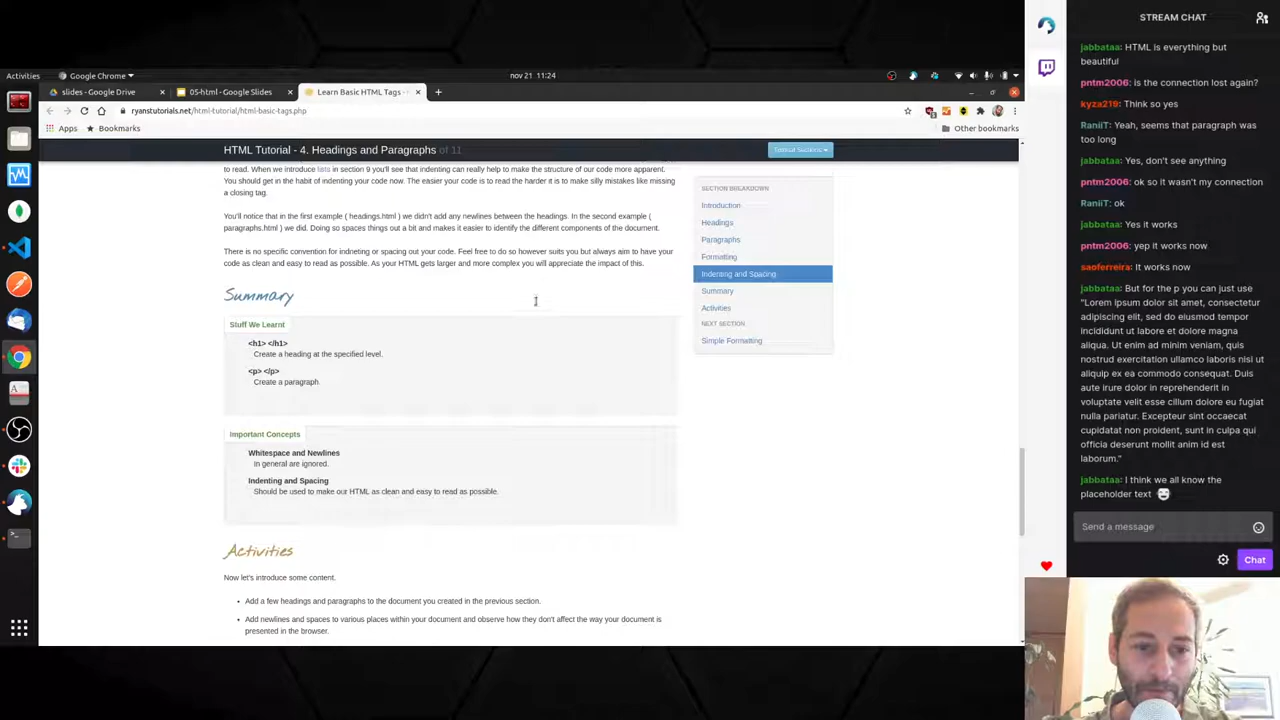 Activities
Google Chrome
nov 21 11:24
slides - Google Drive
05-html - Google Slides
Learn Basic HTML Tags
ryanstutorials.net/html-tutorial/html-basic-tags.php
Apps
Bookmarks
Other bookmarks
HTML Tutorial - 4. Headings and Paragraphs of 11
Tutorial Sections
to read. When we introduce lists in section 9 you'll see that indenting can really help to make the structure of our code more apparent.
You should get in the habit of indenting your code now. The easier your code is to read the harder it is to make silly mistakes like missing
a closing tag.
You'll notice that in the first example ( headings.html ) we didn't add any newlines between the headings. In the second example (
paragraphs.html ) we did. Doing so spaces things out a bit and makes it easier to identify the different components of the document.
There is no specific convention for indneting or spacing out your code. Feel free to do so however suits you but always aim to have your
code as clean and easy to read as possible. As your HTML gets larger and more complex you will appreciate the impact of this.
Summary
Stuff We Learnt
<h1> </h1>
Create a heading at the specified level.
<p> </p>
Create a paragraph.
Important Concepts
Whitespace and Newlines
In general are ignored.
Indenting and Spacing
Should be used to make our HTML as clean and easy to read as possible.
Activities
Now let's introduce some content.
• Add a few headings and paragraphs to the document you created in the previous section.
• Add newlines and spaces to various places within your document and observe how they don't affect the way your document is
presented in the browser.
SECTION BREAKDOWN
Introduction
Headings
Paragraphs
Formatting
Indenting and Spacing
Summary
Activities
NEXT SECTION
Simple Formatting
STREAM CHAT
jabbataa: HTML is everything but
beautiful
pntm2006: is the connection lost again?
kyza219: Think so yes
RaniiT: Yeah, seems that paragraph was
too long
jabbataa: Yes, don't see anything
pntm2006: ok so it wasn't my connection
RaniiT: ok
jabbataa: Yes it works
pntm2006: yep it works now
saoferreira: It works now
jabbataa: But for the p you can just use
"Lorem ipsum dolor sit amet, consectetur
adipiscing elit, sed do eiusmod tempor
incididunt ut labore et dolore magna
aliqua. Ut enim ad minim veniam, quis
nostrud exercitation ullamco laboris nisi
ut aliquip ex ea commodo consequat. Duis
aute irure dolor in reprehenderit in
voluptate velit esse cillum dolore eu fugiat
nulla pariatur. Excepteur sint occaecat
cupidatat non proident, sunt in culpa qui
officia deserunt mollit anim id est
laborum."
jabbataa: I think we all know the
placeholder text
Send a message
Chat